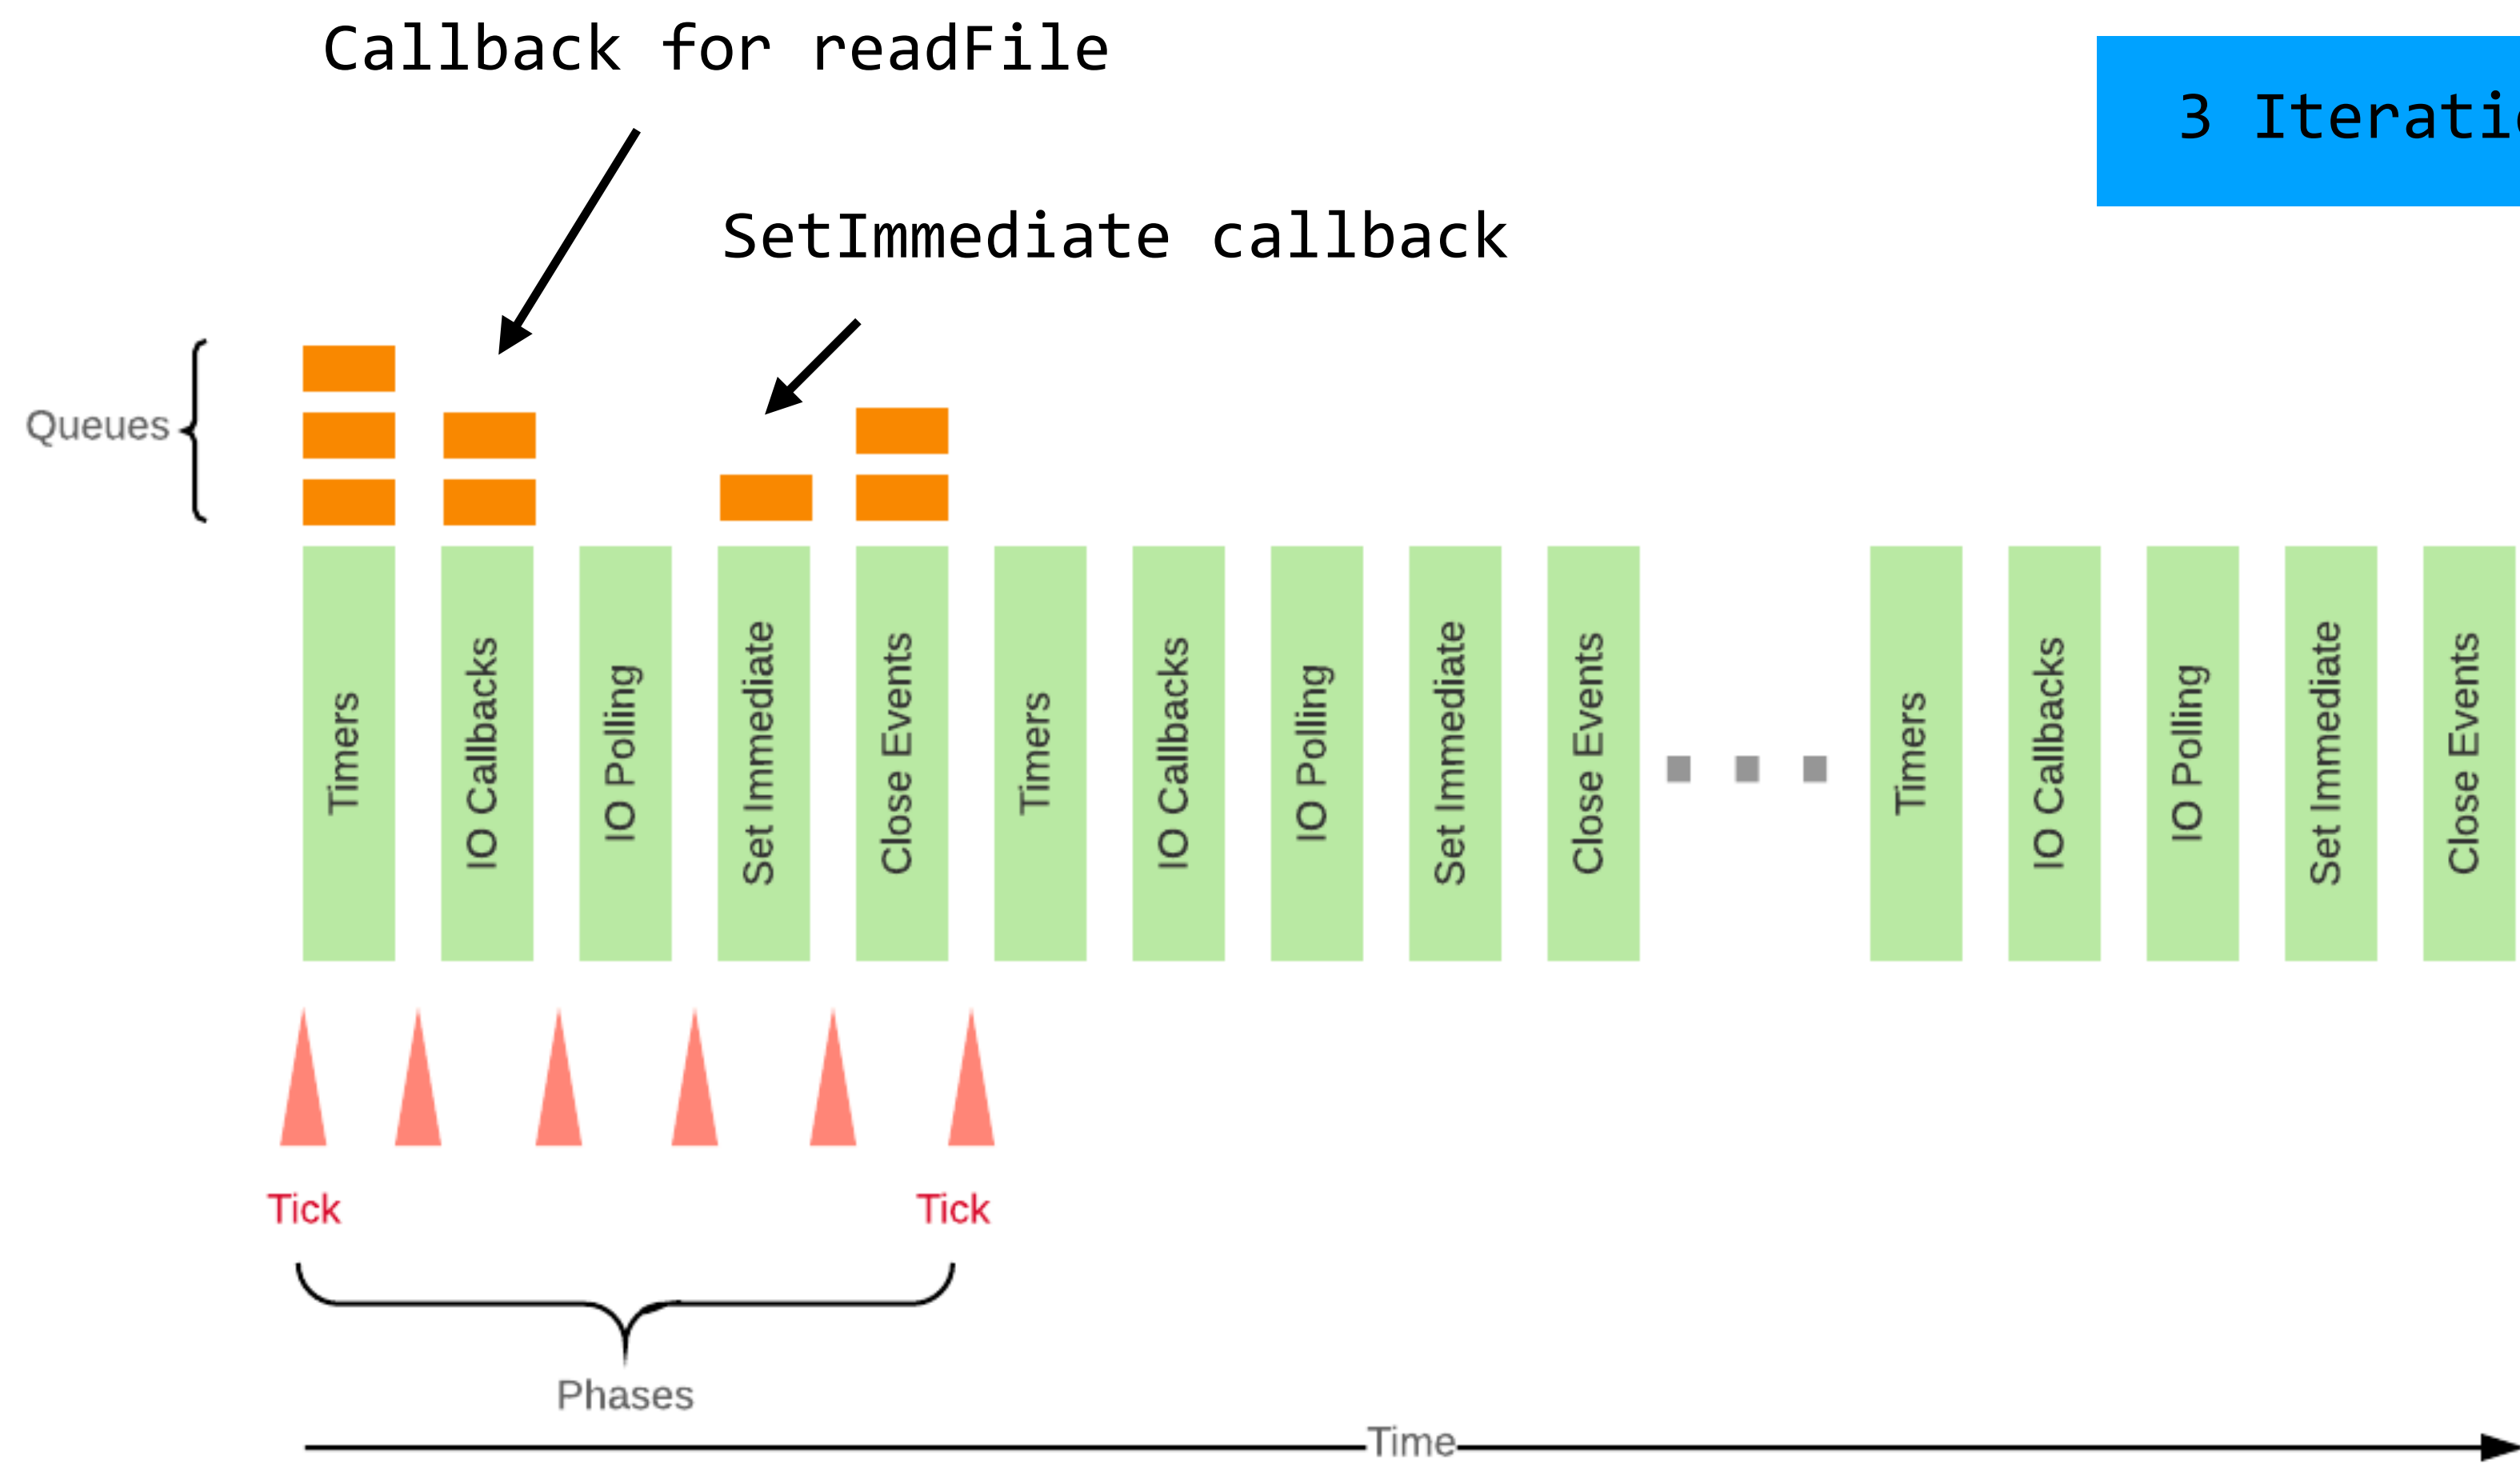 Callback for readFile
3
SetImmediate callback
Queues
Timers
IO Callbacks
IO Polling
Set Immediate
Close Events
Timers
IO Callbacks
IO Polling
Set Immediate
Close Events
Timers
IO Callbacks
IO Polling
Set Immediate
Close Events
Tick
Tick
Phases
Time